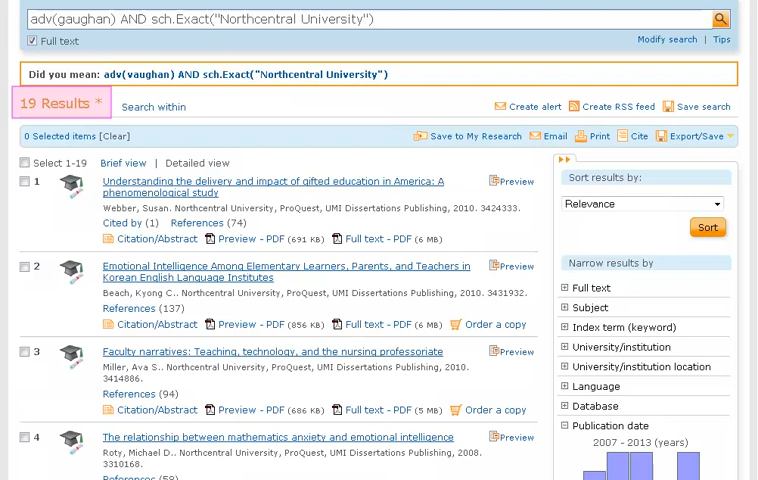 adv(gaughan) AND sch.Exact("Northcentral University")
Full text
Modify search | Tips
Did you mean: adv(vaughan) AND sch.Exact("Northcentral University")
19 Results *
Search within
Create alert
Create RSS feed
Save search
0 Selected items [Clear]
Save to My Research
Email
Print
Cite
Export/Save
Select 1-19
Brief view | Detailed view
1
Understanding the delivery and impact of gifted education in America: A
phenomenological study
Preview
Webber, Susan. Northcentral University, ProQuest, UMI Dissertations Publishing, 2010. 3424333.
Cited by (1) References (74)
Citation/Abstract Preview - PDF (691 KB) Full text - PDF (6 MB)
2
Emotional Intelligence Among Elementary Learners, Parents, and Teachers in
Korean English Language Institutes
Preview
Beach, Kyong C.. Northcentral University, ProQuest, UMI Dissertations Publishing, 2010. 3431932.
References (137)
Citation/Abstract Preview - PDF (856 KB) Full text - PDF (6 MB) Order a copy
3
Faculty narratives: Teaching, technology, and the nursing professoriate
Preview
Miller, Ava S.. Northcentral University, ProQuest, UMI Dissertations Publishing, 2010.
3414886.
References (94)
Citation/Abstract Preview - PDF (686 KB) Full text - PDF (5 MB) Order a copy
4
The relationship between mathematics anxiety and emotional intelligence
Preview
Roty, Michael D.. Northcentral University, ProQuest, UMI Dissertations Publishing, 2008.
3310168.
References (58)
Sort results by:
Relevance
Sort
Narrow results by
Full text
Subject
Index term (keyword)
University/institution
University/institution location
Language
Database
Publication date
2007 - 2013 (years)